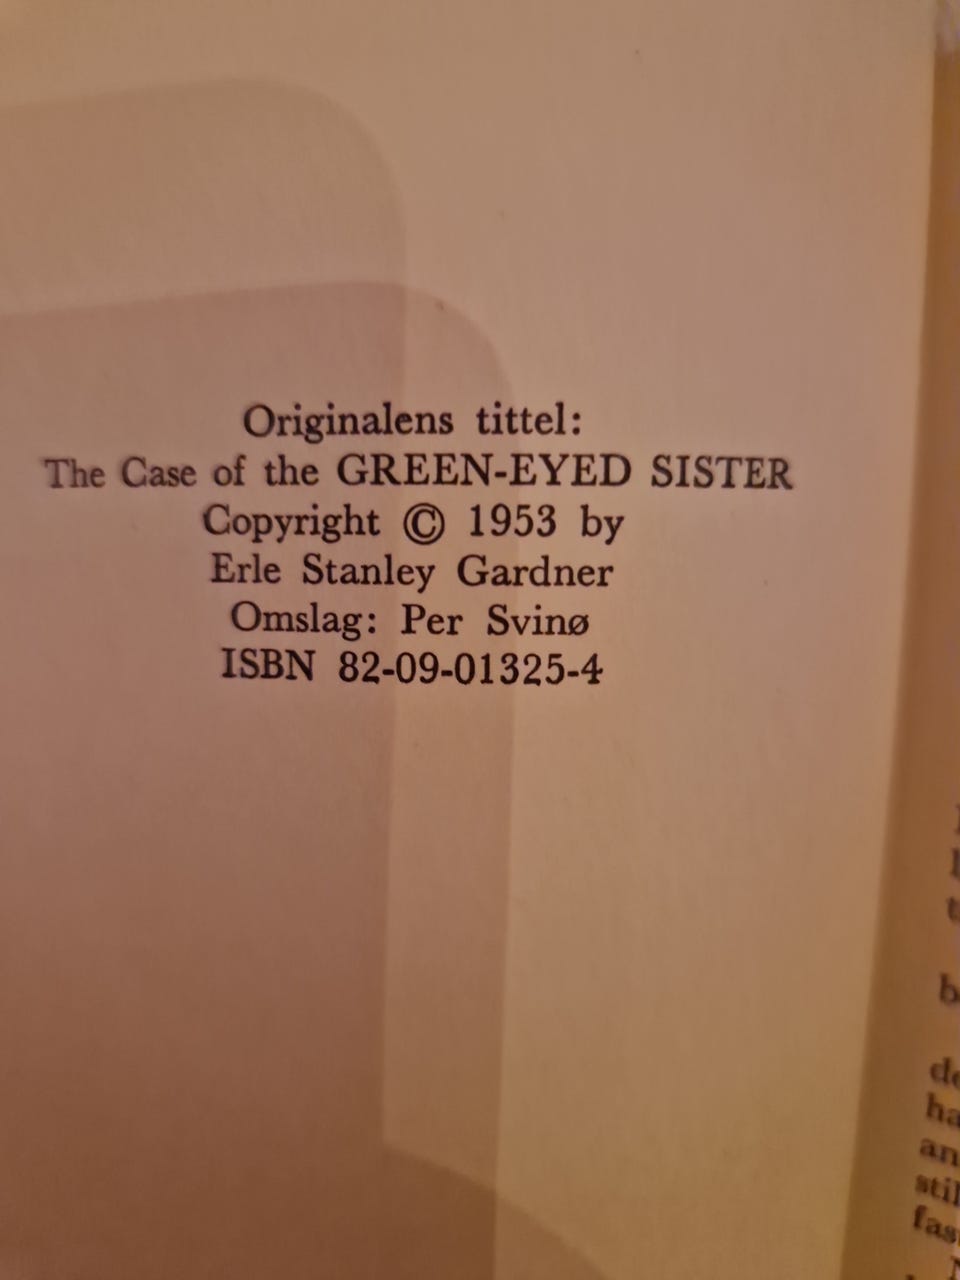 Originalens tittel:
The Case of the GREEN-EYED SISTER
Copyright © 1953 by
Erle Stanley Gardner
Omslag: Per Svinø
ISBN 82-09-01325-4